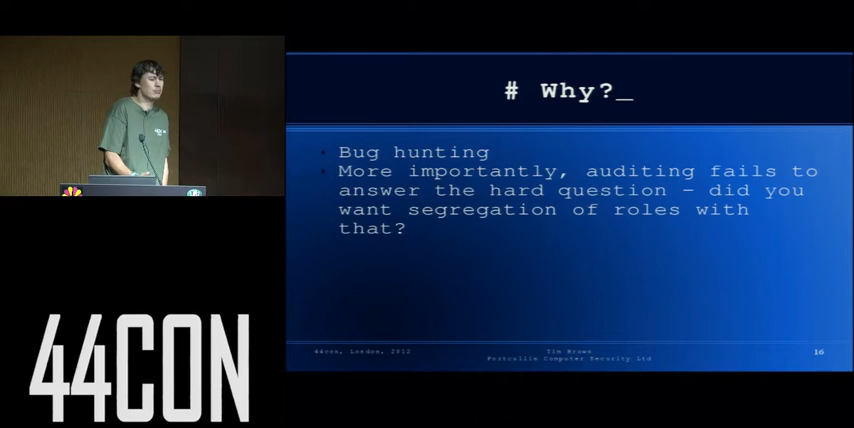 # Why?_
• Bug hunting
• More importantly, auditing fails to
answer the hard question – did you
want segregation of roles with
that?
44CON
44con, London, 2012
Tim Brown
Portcullis Computer Security Ltd
16